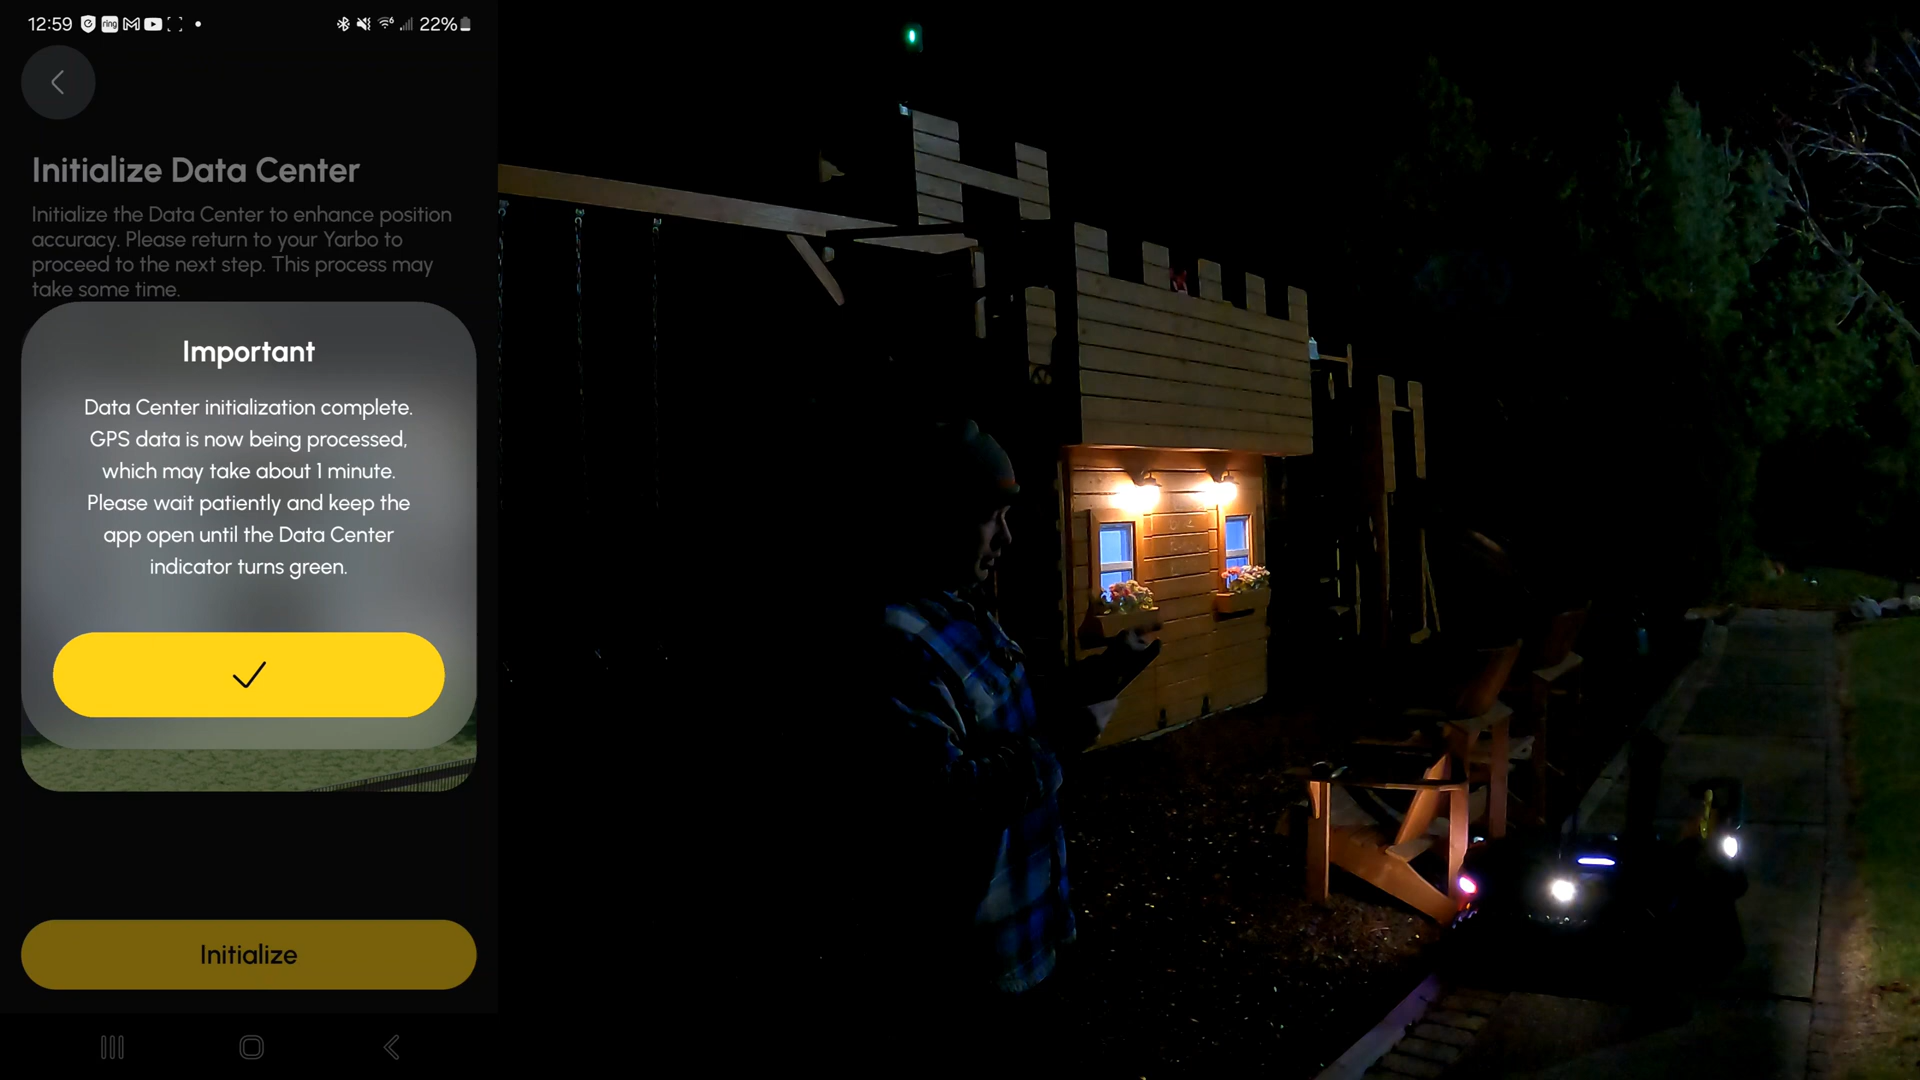 12:59
ring
22%
Initialize Data Center
Initialize the Data Center to enhance position
accuracy. Please return to your Yarbo to
proceed to the next step. This process may
take some time.
Important
Data Center initialization complete.
GPS data is now being processed,
which may take about 1 minute.
Please wait patiently and keep the
app open until the Data Center
indicator turns green.
Initialize